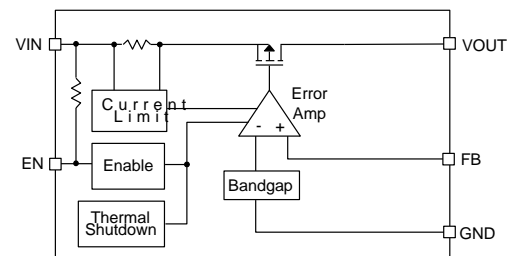 VIN
VOUT
Current
Limit
Error
Amp
- +
EN
Enable
FB
Bandgap
Thermal
Shutdown
GND